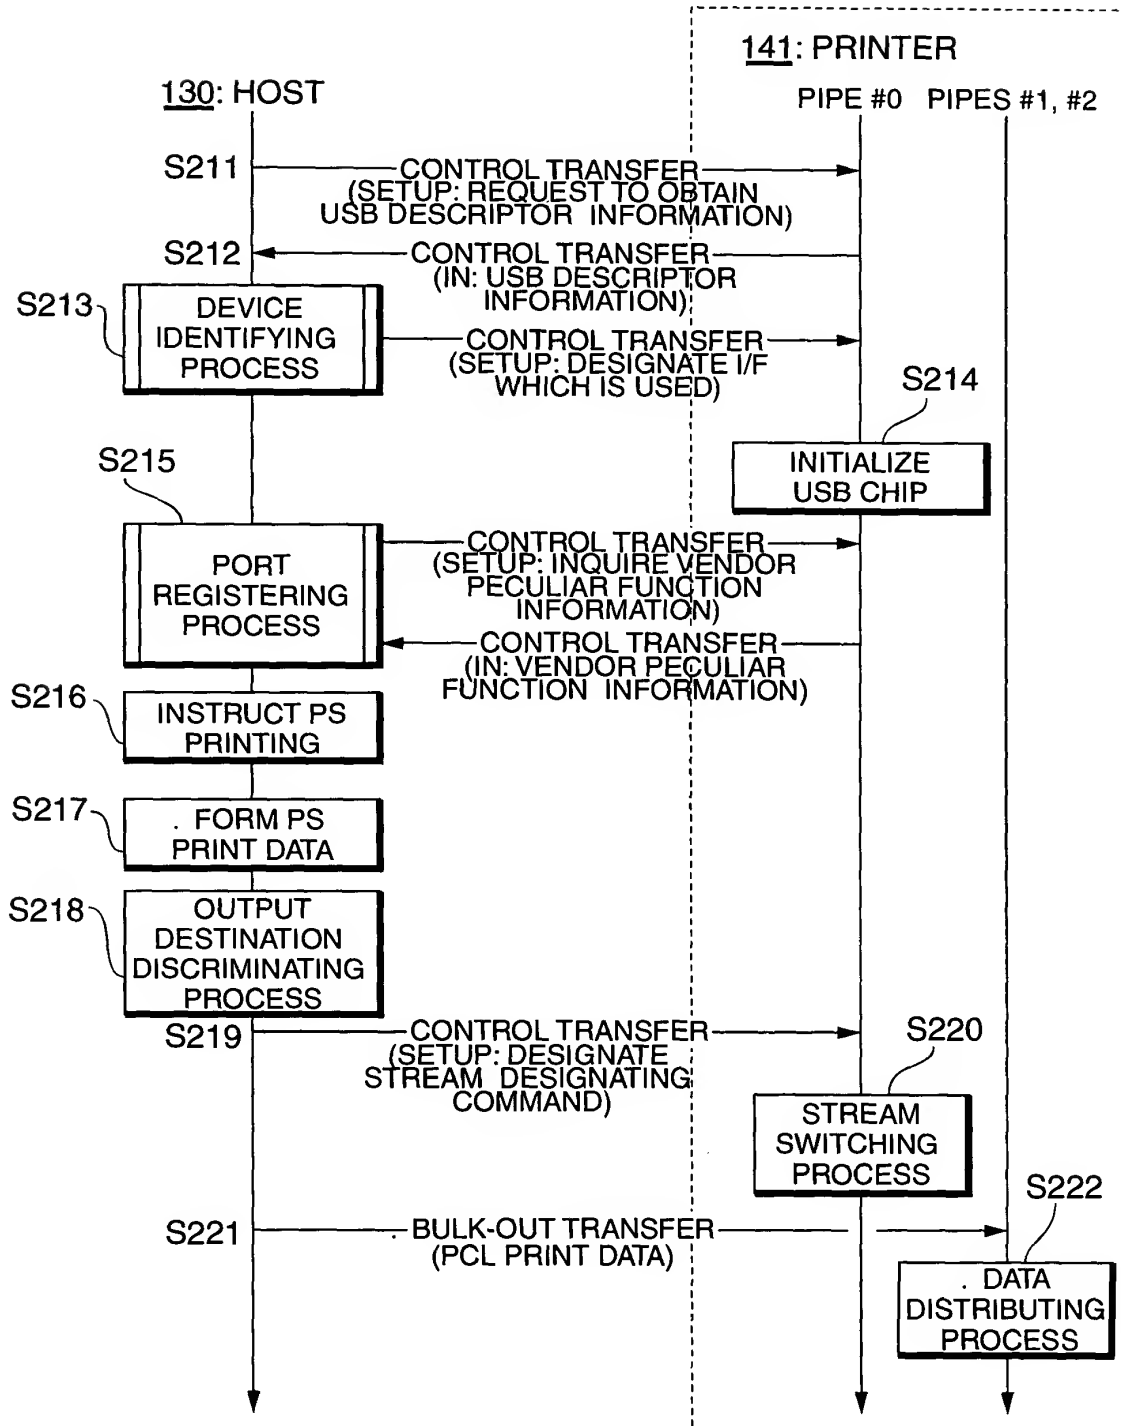 141: PRINTER
130: HOST
PIPE #0 PIPES #1, #2
S211
CONTROL TRANSFER
(SETUP: REQUEST TO OBTAIN
USB DESCRIPTOR INFORMATION)
S212
CONTROL TRANSFER
(IN: USB DESCRIPTOR
INFORMATION)
S213
DEVICE
IDENTIFYING
PROCESS
CONTROL TRANSFER
(SETUP: DESIGNATE I/F
WHICH IS USED)
S214
INITIALIZE
USB CHIP
S215
PORT
REGISTERING
PROCESS
CONTROL TRANSFER
(SETUP: INQUIRE VENDOR
PECULIAR FUNCTION
INFORMATION)
CONTROL TRANSFER
(IN: VENDOR PECULIAR
FUNCTION INFORMATION)
S216
INSTRUCT PS
PRINTING
S217
FORM PS
PRINT DATA
S218
OUTPUT
DESTINATION
DISCRIMINATING
PROCESS
S219
CONTROL TRANSFER
(SETUP: DESIGNATE
STREAM DESIGNATING
COMMAND)
S220
STREAM
SWITCHING
PROCESS
S221
BULK-OUT TRANSFER
(PCL PRINT DATA)
S222
DATA
DISTRIBUTING
PROCESS